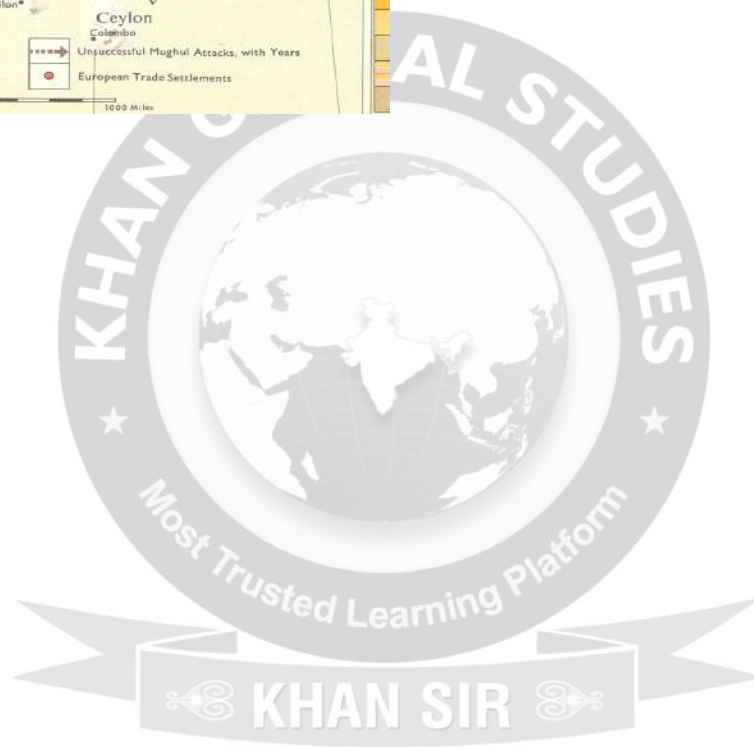 Ceylon
Colombo
Unsuccessful Mughul Attacks, with Years
European Trade Settlements
1000 Miles
AL STUDIES
KHAN
Most Trusted Learning Platform
KHAN SIR